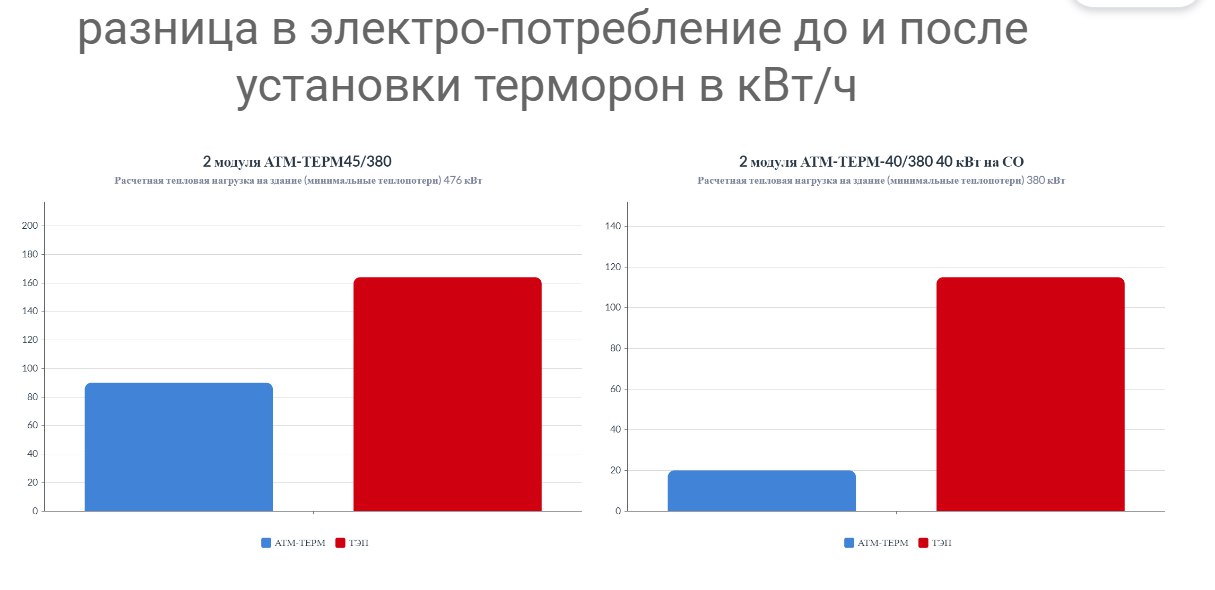 разница в электро-потребление до и после
установки терморон в кВт/ч
2 модуля АТМ-ТЕРМ45/380
Расчетная тепловая нагрузка на здание (минимальные теплопотери) 476 кВт
200
180
160
140
120
100
80
60
40
20
0
АТМ-ТЕРМ ТЭП
2 модуля АТМ-ТЕРМ-40/380 40 кВт на СО
Расчетная тепловая нагрузка на здание (минимальные теплопотери) 380 кВт
140
120
100
80
60
40
20
0
АТМ-ТЕРМ ТЭП